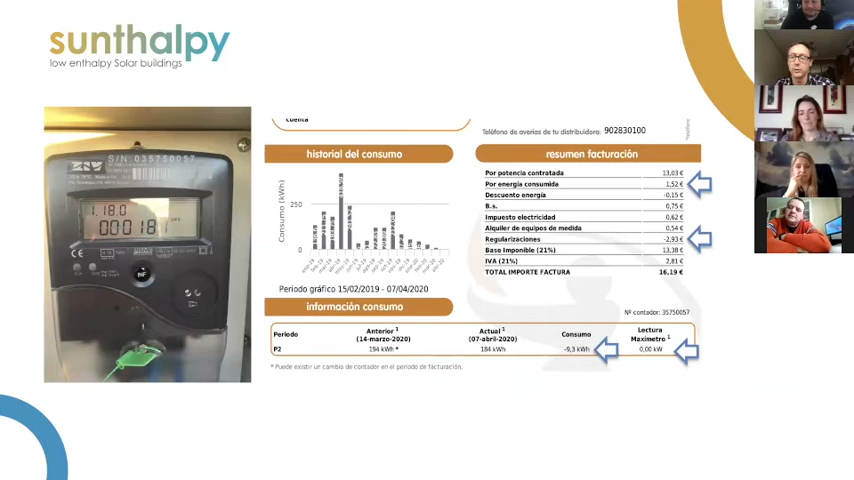 sunthalpy
low enthalpy Solar buildings
S/N. 035750057
1.18.0
000018
cuenta
Teléfono de averías de tu distribuidora: 902830100
historial del consumo
Consumo (kWh)
250
0
Periodo gráfico 15/02/2019 - 07/04/2020
resumen facturación
Por potencia contratada 13,03 €
Por energía consumida 1,52 €
Descuento energía -0,15 €
B.s. 0,75 €
Impuesto electricidad 0,62 €
Alquiler de equipos de medida 0,54 €
Regularizaciones -2,93 €
Base Imponible (21%) 13,38 €
IVA (21%) 2,81 €
TOTAL IMPORTE FACTURA 16,19 €
información consumo
Nº contador: 35750057
Periodo Anterior 1 (14-marzo-2020) Actual 1 (07-abril-2020) Consumo Lectura Maxímetro 1
P2 194 kWh * 184 kWh -9,3 kWh 0,00 kW
* Puede existir un cambio de contador en el periodo de facturación.